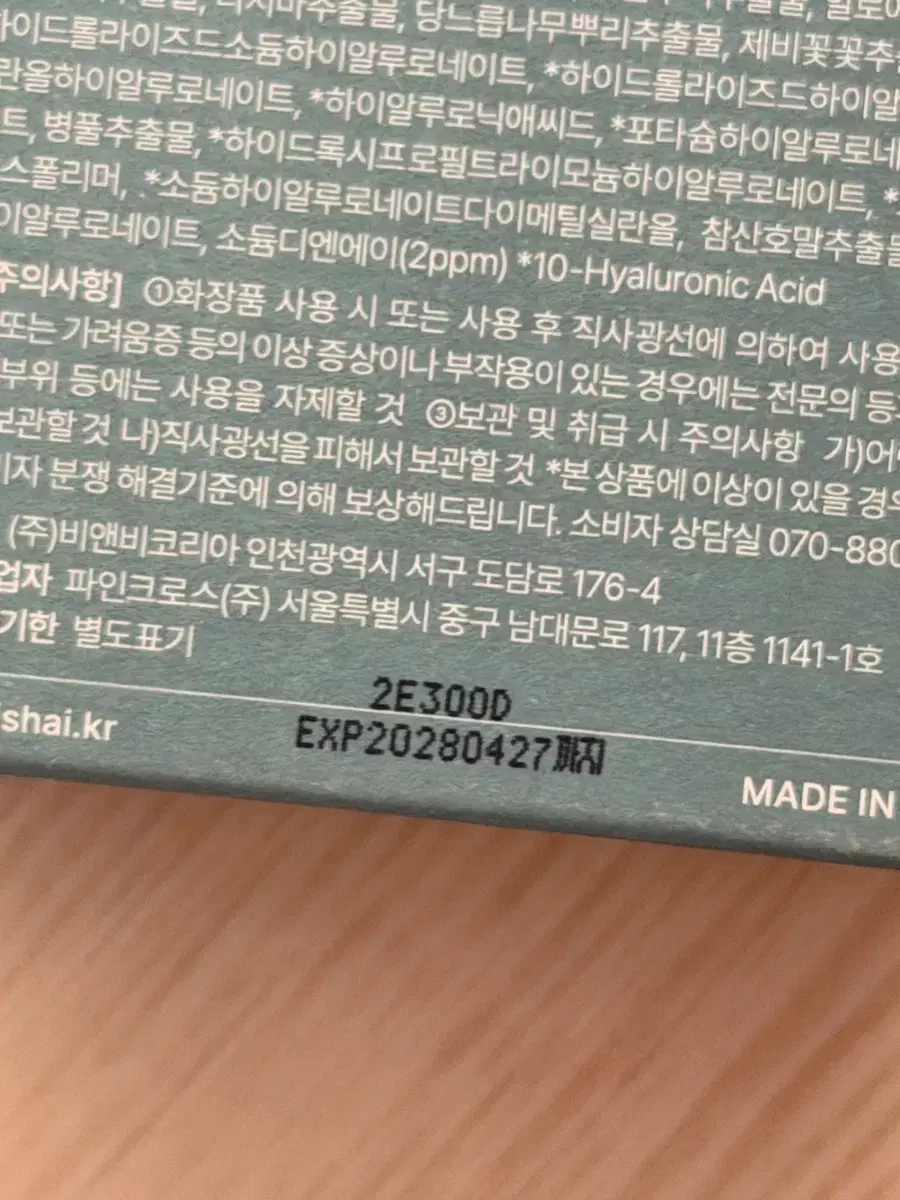 당느릅나무뿌리추출물, 제비꽃꽃추출
하이드롤라이즈드소듐하이알루로네이트, *하이드롤라이즈드하이알
란올하이알루로네이트, *하이알루로닉애씨드, *포타슘하이알루로네
트, 병풀추출물, *하이드록시프로필트라이모늄하이알루로네이트, *
스폴리머, *소듐하이알루로네이트다이메틸실란올, 참산호말추출물
이알루로네이트, 소듐디엔에이(2ppm) *10-Hyaluronic Acid
주의사항] ①화장품 사용 시 또는 사용 후 직사광선에 의하여 사용
또는 가려움증 등의 이상 증상이나 부작용이 있는 경우에는 전문의 등
부위 등에는 사용을 자제할 것 ③보관 및 취급 시 주의사항 가)어
보관할 것 나)직사광선을 피해서 보관할 것 *본 상품에 이상이 있을 경우
비자 분쟁 해결기준에 의해 보상해드립니다. 소비자 상담실 070-880
(주)비앤비코리아 인천광역시 서구 도담로 176-4
업자 파인크로스(주) 서울특별시 중구 남대문로 117, 11층 1141-1호
기한 별도표기
shai.kr
2E300D
EXP20280427까지
MADE IN